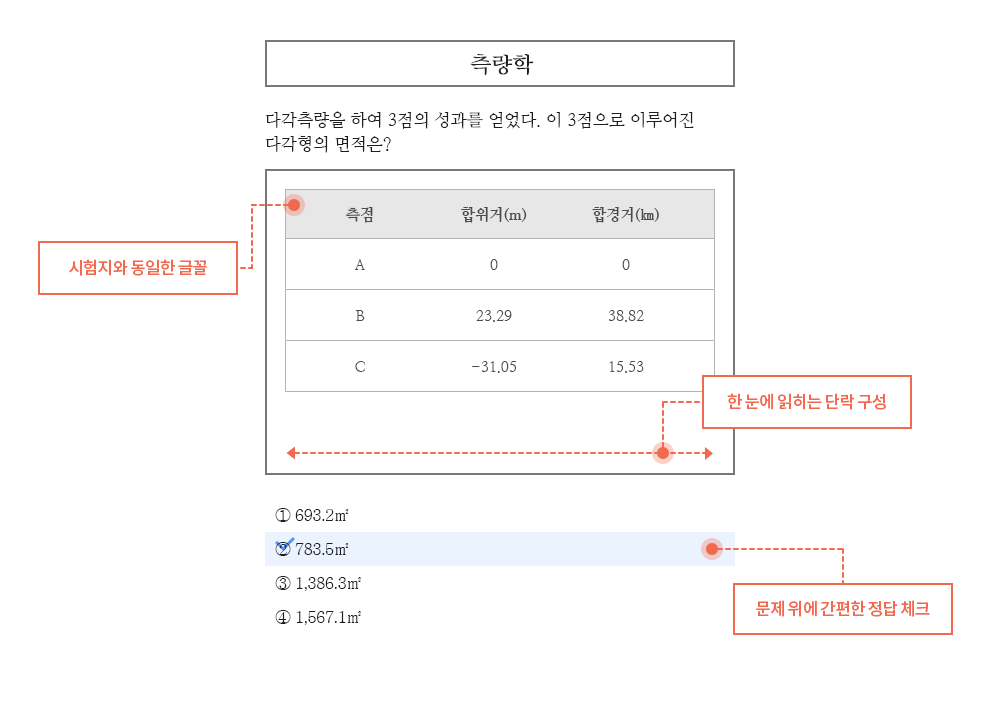 측량학
다각측량을 하여 3점의 성과를 얻었다. 이 3점으로 이루어진
다각형의 면적은?
측점 합위거(m) 합경거(㎞)
A 0 0
B 23.29 38.82
C -31.05 15.53
시험지와 동일한 글꼴
한 눈에 읽히는 단락 구성
① 693.2㎡
② 783.5㎡
③ 1,386.3㎡
④ 1,567.1㎡
문제 위에 간편한 정답 체크